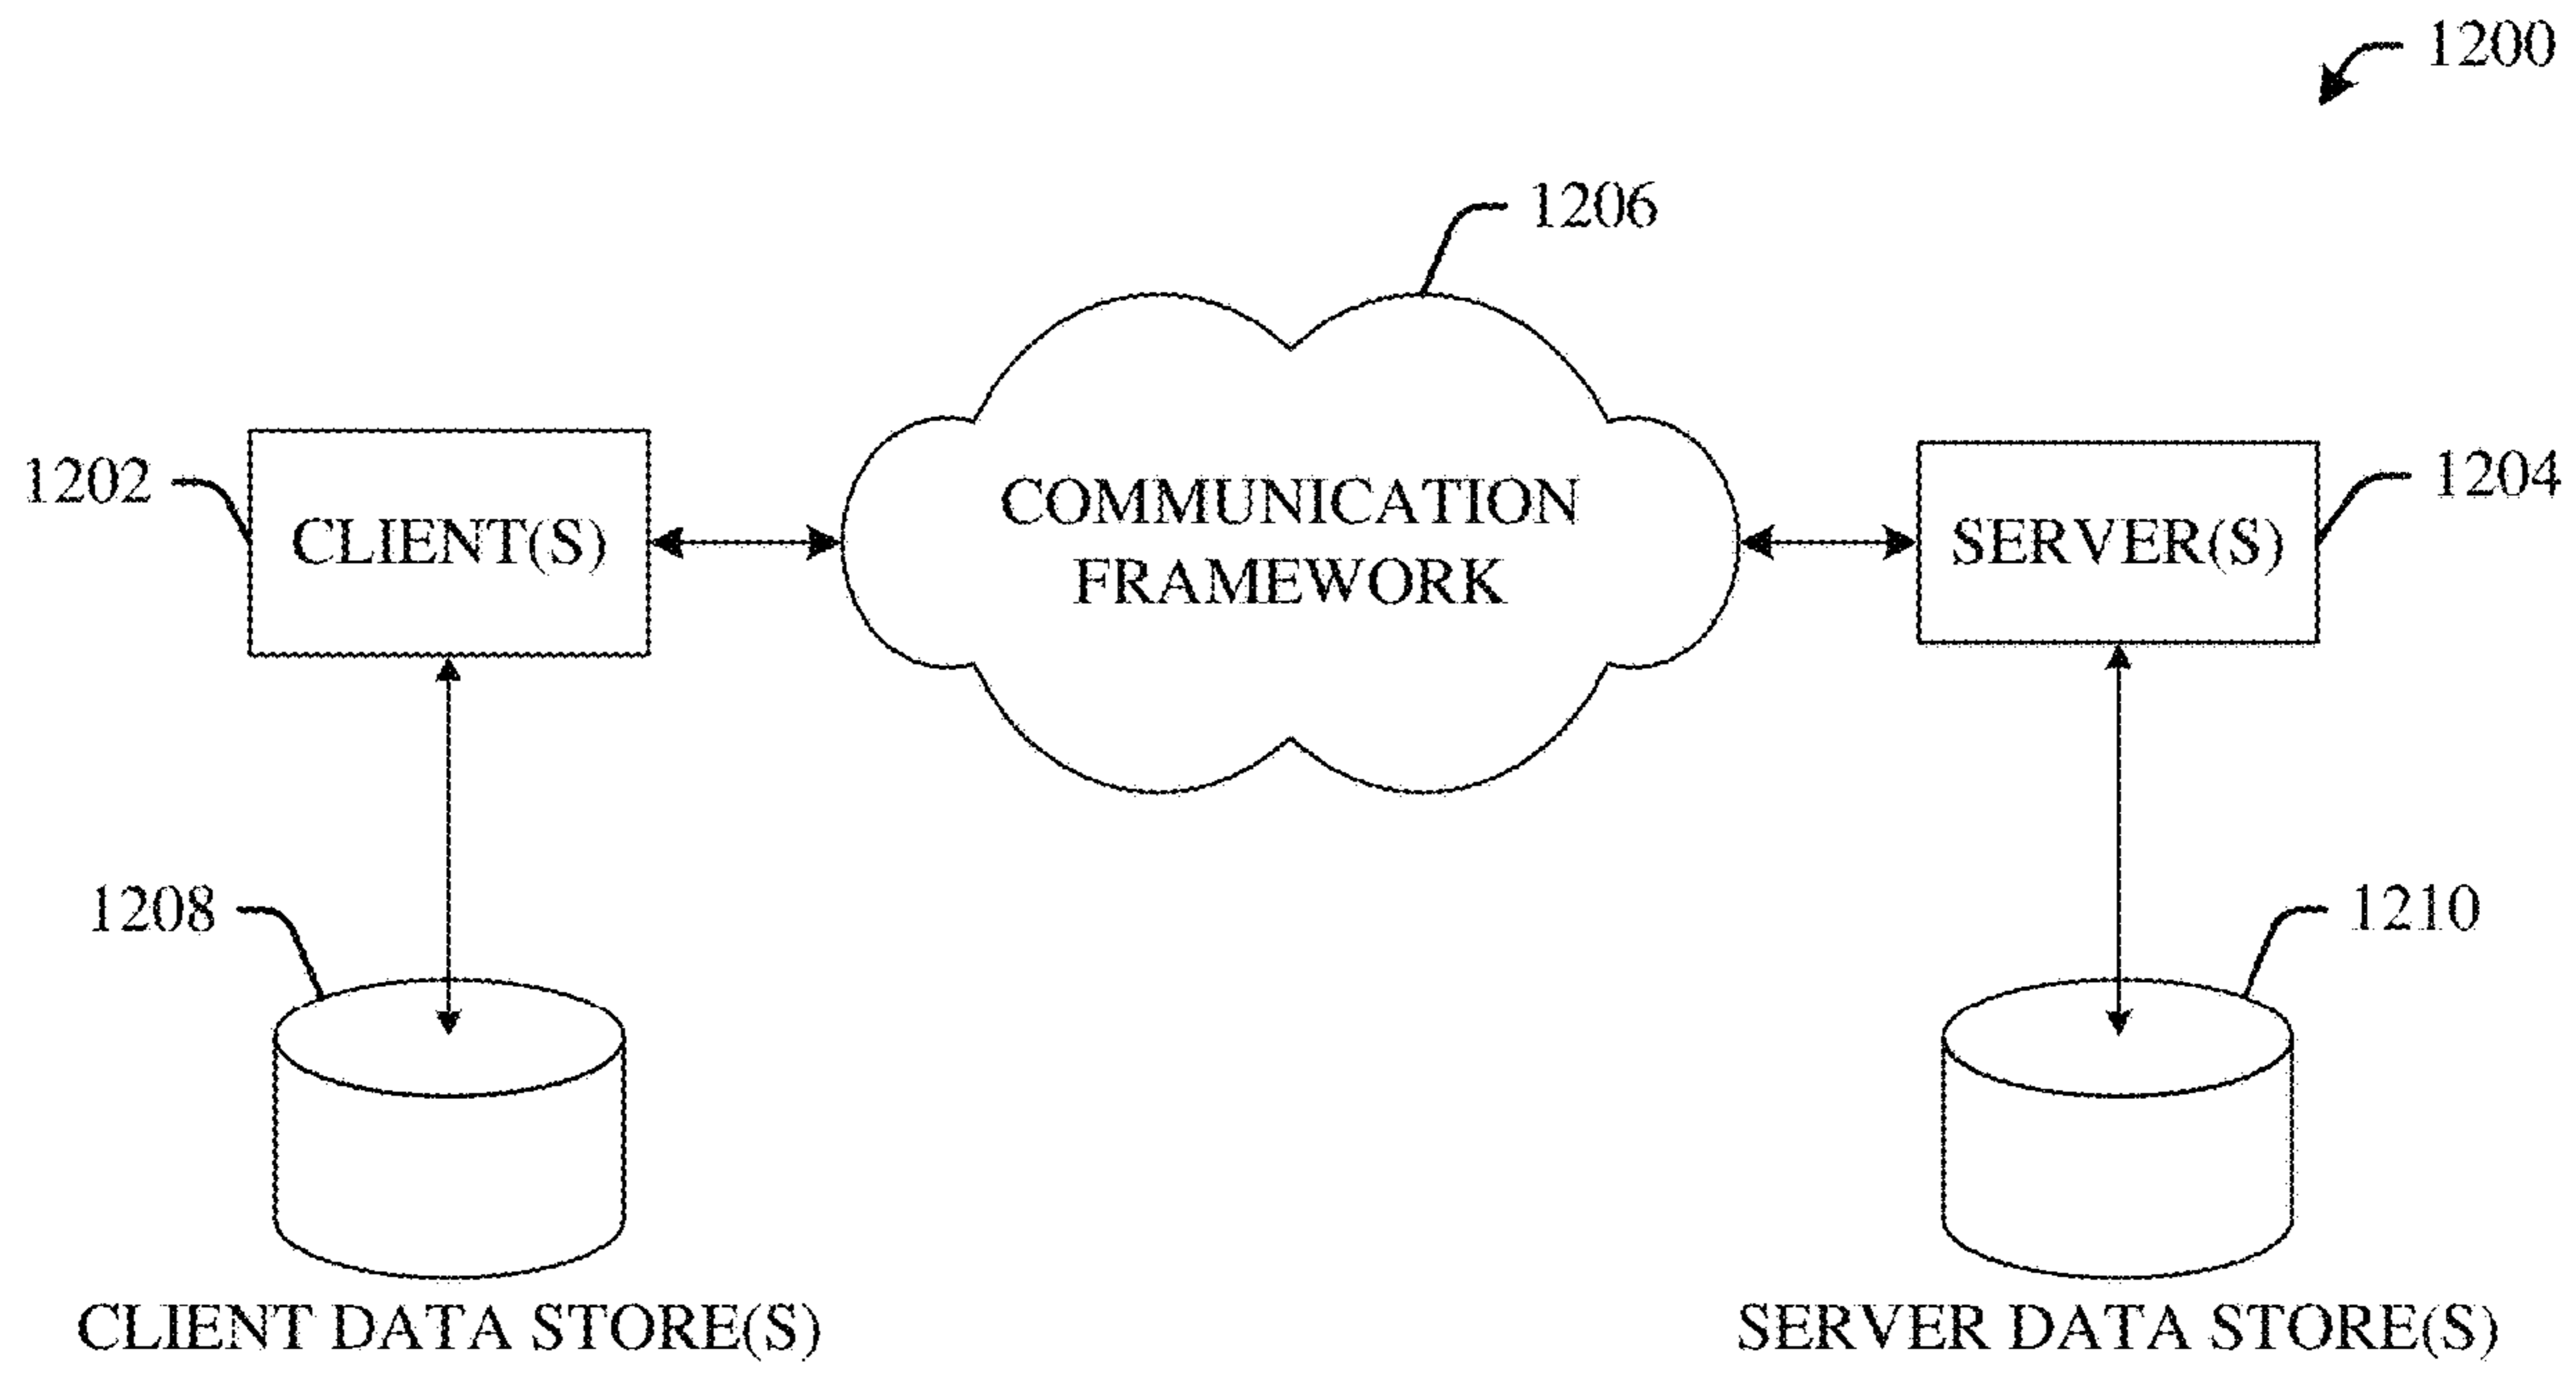 1200
1206
1202
CLIENT(S)
COMMUNICATION
FRAMEWORK
SERVER(S)
1204
1208
1210
CLIENT DATA STORE(S)
SERVER DATA STORE(S)